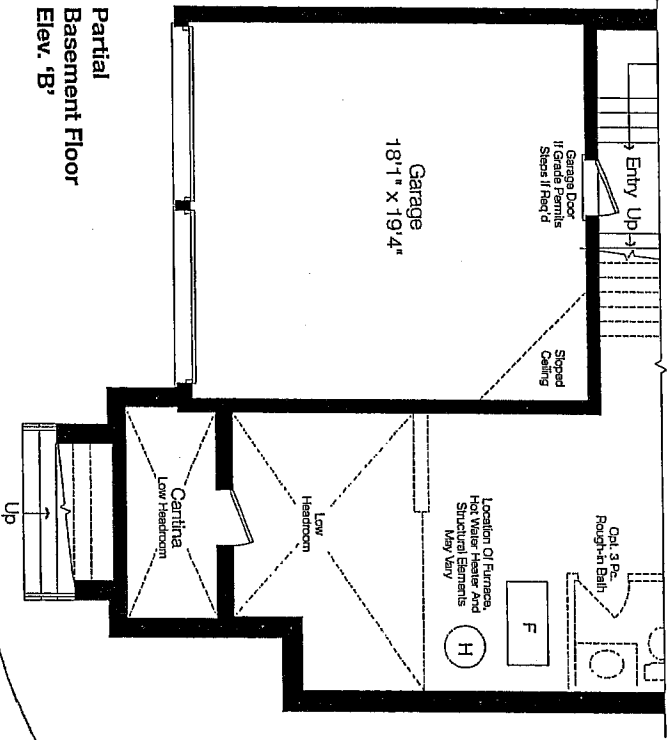 Partial
Basement Floor
Elev. 'B'
Garage
18'1" x 19'4"
Garage Door
If Grade Permits
Steps If Req'd
Entry Up
Sloped
Ceiling
Opt. 3 Pc.
Rough-in Bath
Location Of Furnace,
Hot Water Heater And
Structural Elements
May Vary
F
H
Low
Headroom
Cantina
Low Headroom
Up